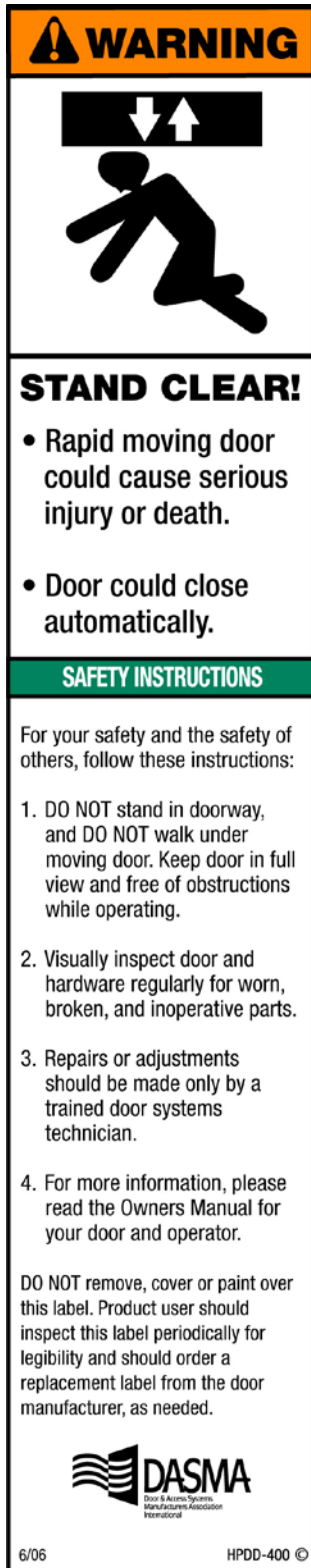 WARNING
STAND CLEAR!
• Rapid moving door
could cause serious
injury or death.
• Door could close
automatically.
SAFETY INSTRUCTIONS
For your safety and the safety of
others, follow these instructions:
1. DO NOT stand in doorway,
and DO NOT walk under
moving door. Keep door in full
view and free of obstructions
while operating.
2. Visually inspect door and
hardware regularly for worn,
broken, and inoperative parts.
3. Repairs or adjustments
should be made only by a
trained door systems
technician.
4. For more information, please
read the Owners Manual for
your door and operator.
DO NOT remove, cover or paint over
this label. Product user should
inspect this label periodically for
legibility and should order a
replacement label from the door
manufacturer, as needed.
DASMA
Door & Access Systems
Manufacturers Association
International
6/06 HPDD-400 ©